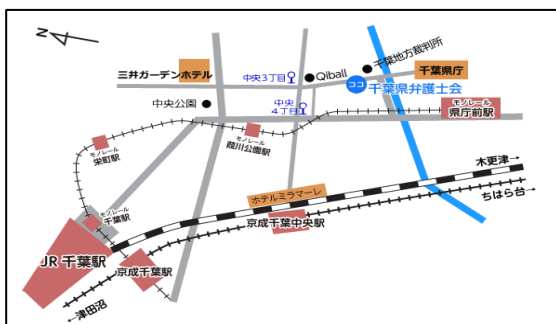 N
三井ガーデンホテル
中央3丁目
Qiball
千葉地方裁判所
千葉県庁
ココ
千葉県弁護士会
中央公園
中央
4丁目
モノレール
県庁前駅
モノレール
栄町駅
モノレール
葭川公園駅
木更津→
ちはら台→
ホテルミラマーレ
京成千葉中央駅
モノレール
千葉駅
JR 千葉駅
京成千葉駅
←津田沼